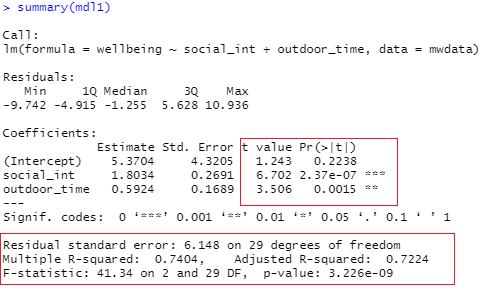 > summary(mdl1)
Call:
lm(formula = wellbeing ~ social_int + outdoor_time, data = mwdata)
Residuals:
Min 1Q Median 3Q Max
-9.742 -4.915 -1.255 5.628 10.936
Coefficients:
Estimate Std. Error t value Pr(>|t|)
(Intercept) 5.3704 4.3205 1.243 0.2238
social_int 1.8034 0.2691 6.702 2.37e-07 ***
outdoor_time 0.5924 0.1689 3.506 0.0015 **
---
Signif. codes: 0 ‘***’ 0.001 ‘**’ 0.01 ‘*’ 0.05 ‘.’ 0.1 ‘ ’ 1
Residual standard error: 6.148 on 29 degrees of freedom
Multiple R-squared: 0.7404, Adjusted R-squared: 0.7224
F-statistic: 41.34 on 2 and 29 DF, p-value: 3.226e-09